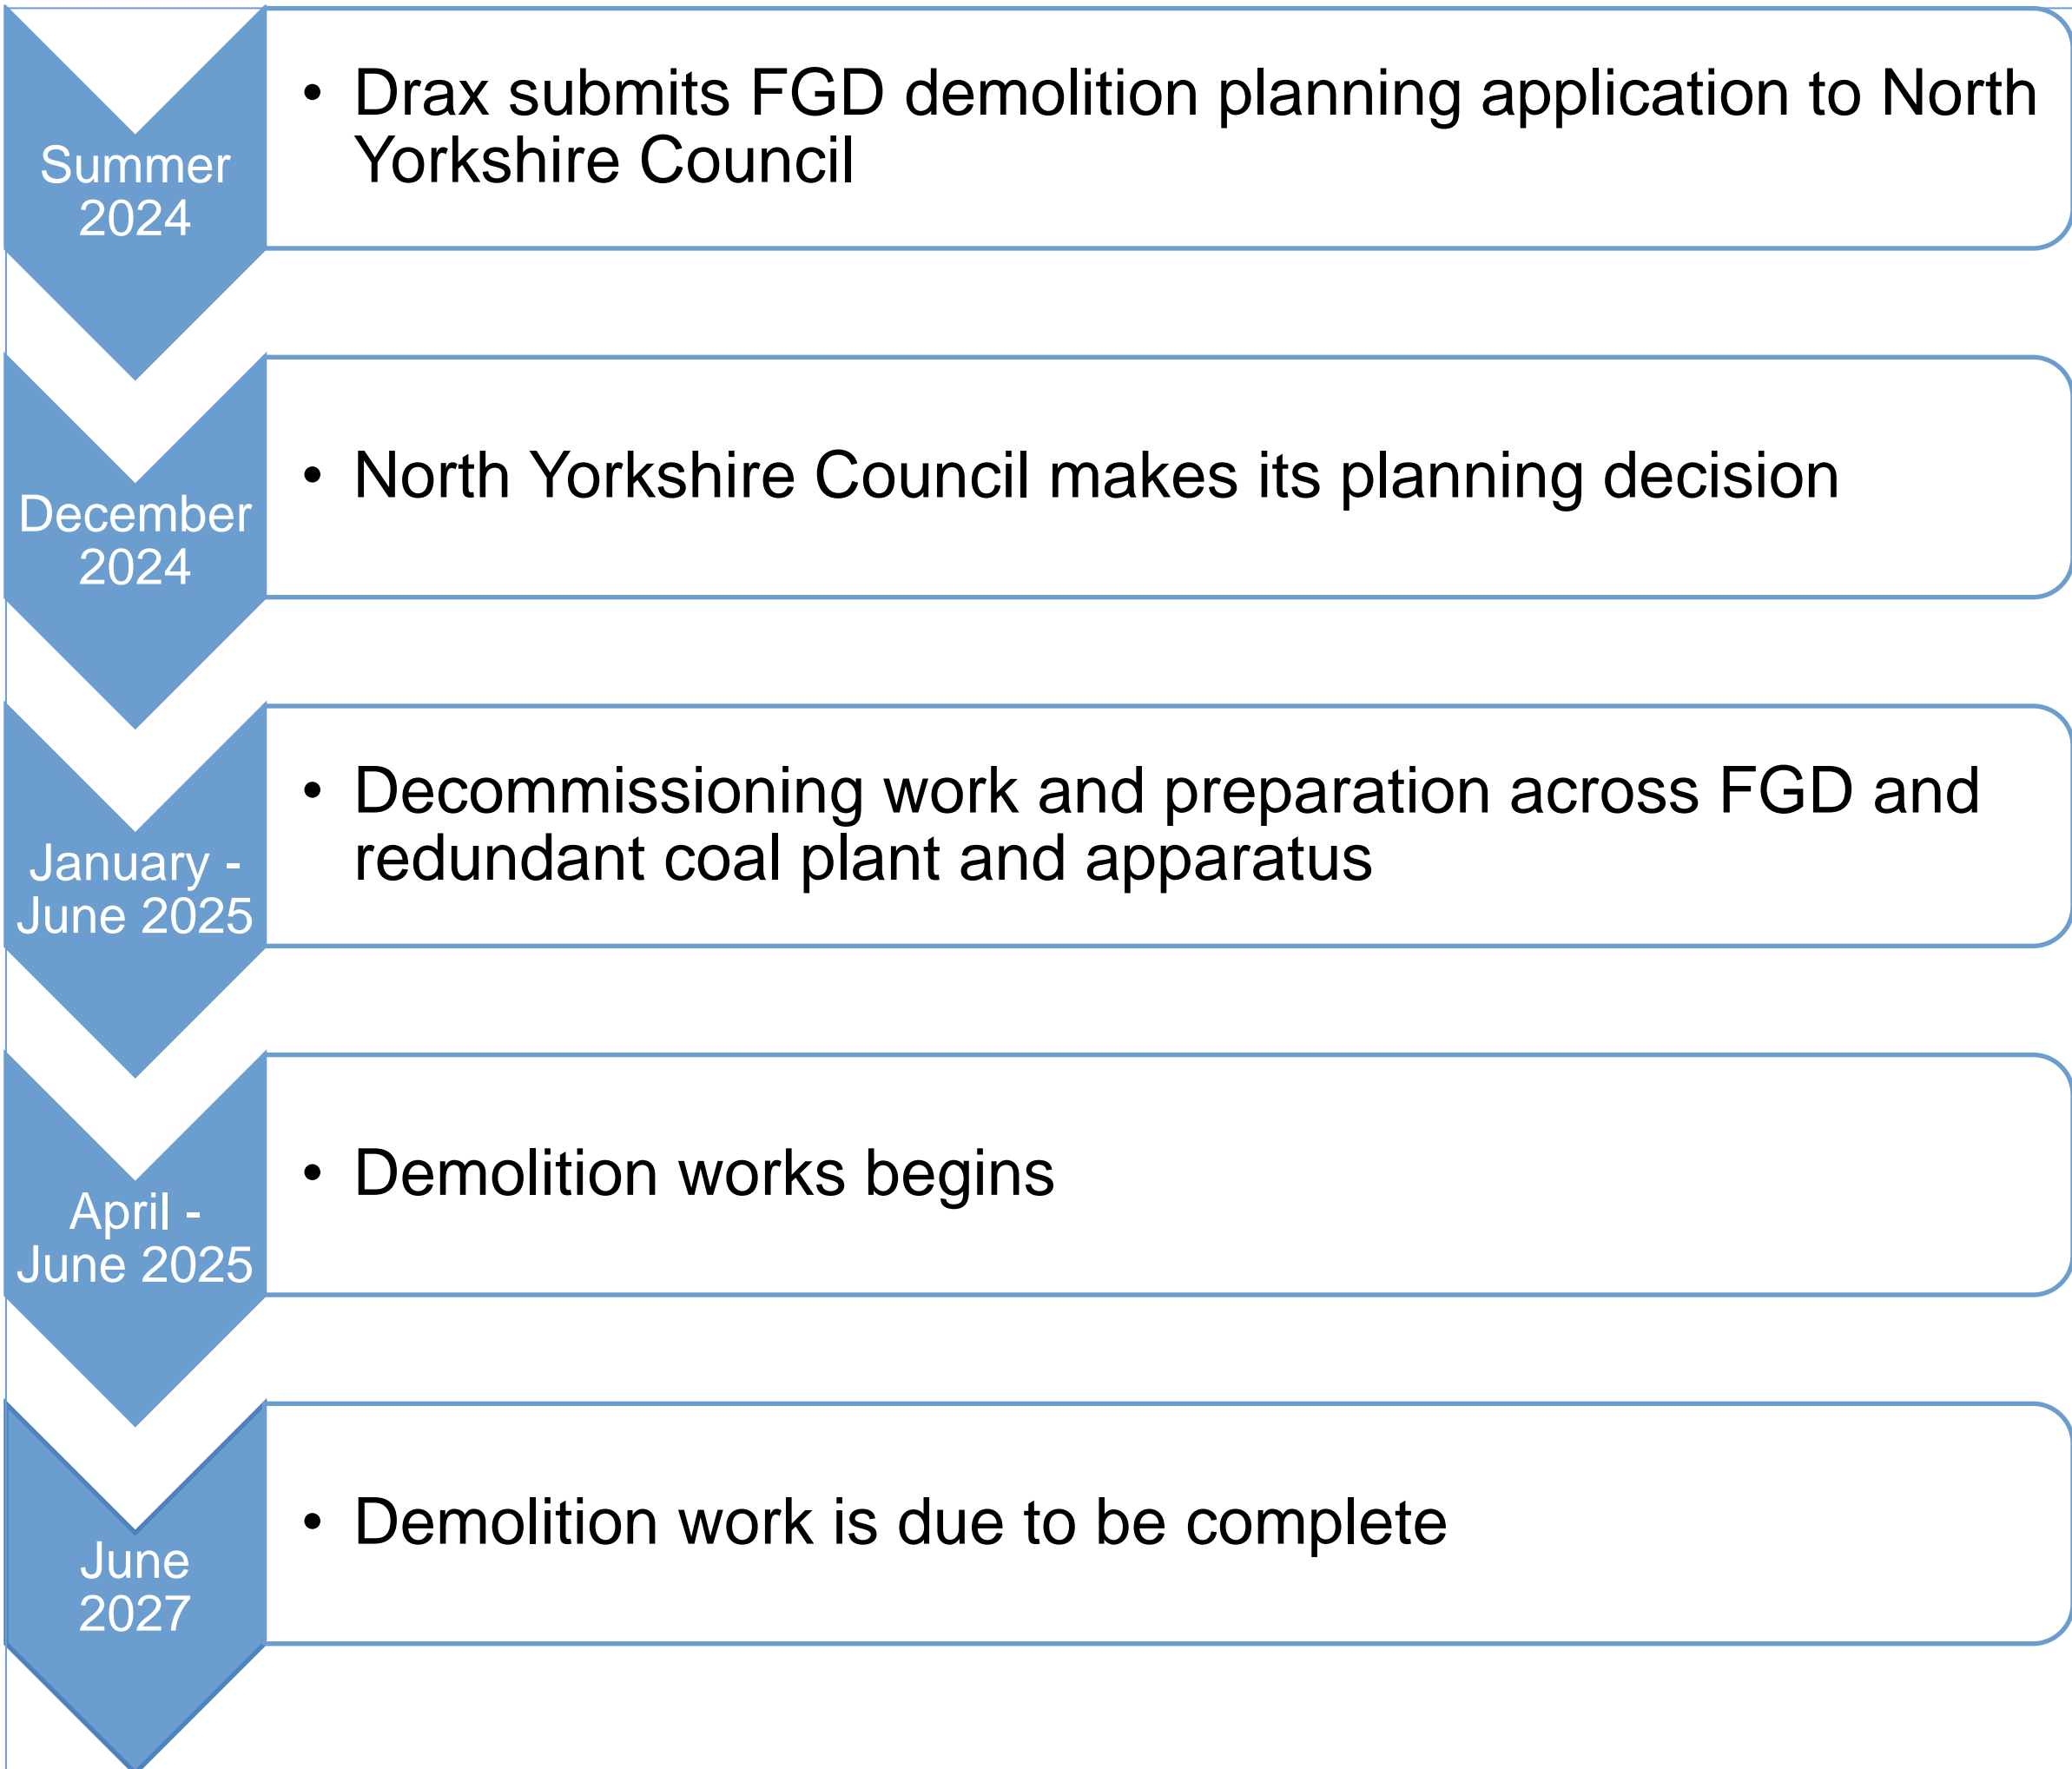 Summer
2024
• Drax submits FGD demolition planning application to North
Yorkshire Council
December
2024
• North Yorkshire Council makes its planning decision
January -
June 2025
• Decommissioning work and preparation across FGD and
redundant coal plant and apparatus
April -
June 2025
• Demolition works begins
June
2027
• Demolition work is due to be complete